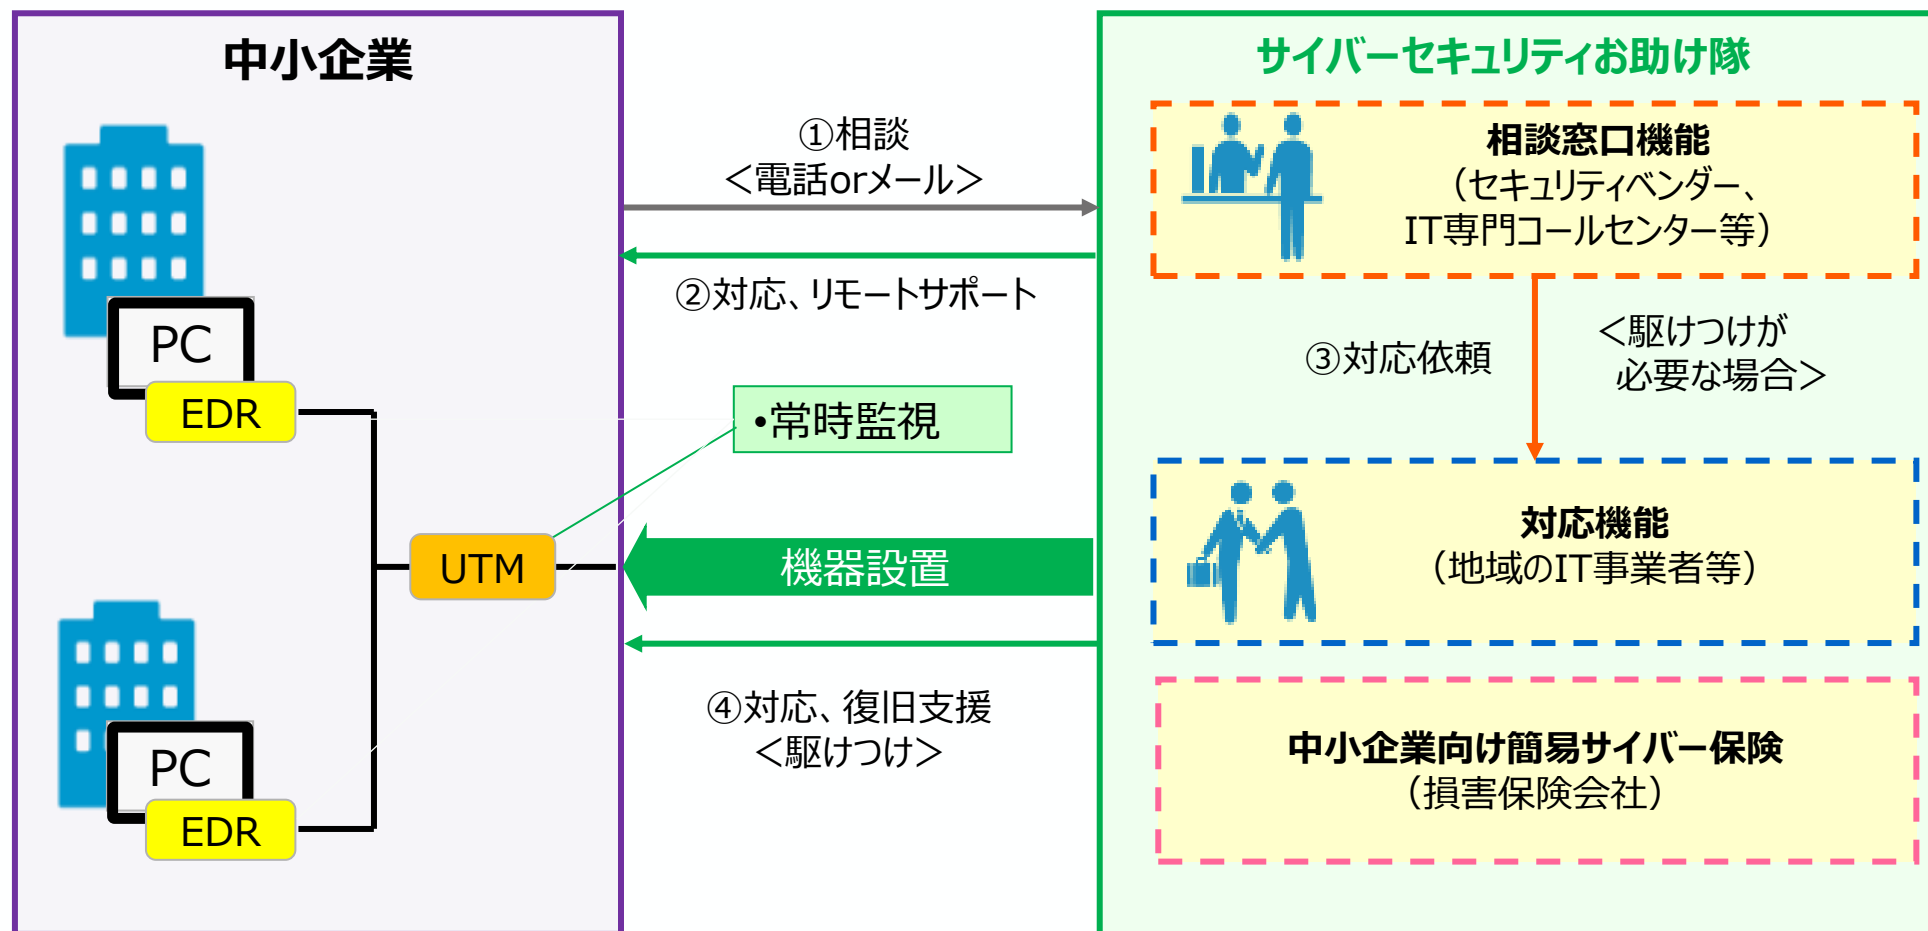 中小企業
PC
EDR
UTM
PC
EDR
①相談
＜電話orメール＞
②対応、リモートサポート
•常時監視
機器設置
④対応、復旧支援
＜駆けつけ＞
サイバーセキュリティお助け隊
相談窓口機能
（セキュリティベンダー、
IT専門コールセンター等）
③対応依頼
＜駆けつけが
必要な場合＞
対応機能
（地域のIT事業者等）
中小企業向け簡易サイバー保険
（損害保険会社）